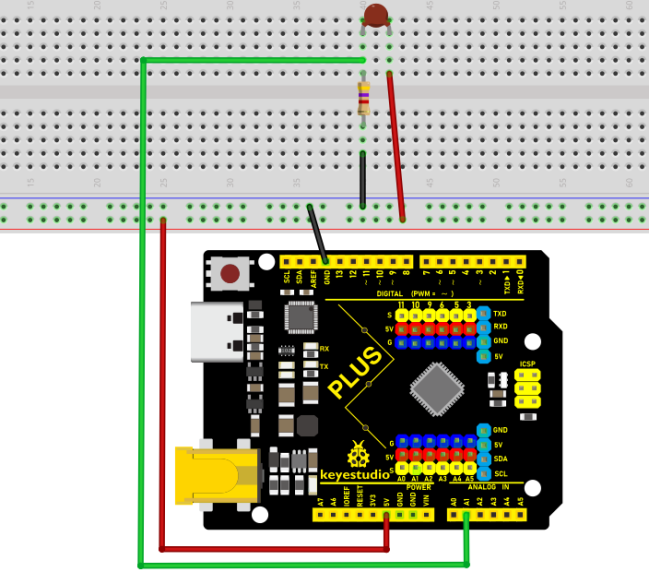 15 20 25 30 35 40 45 50 55 60
15 20 25 30 35 40 45 50 55 60
SCL SDA AREF GND 13 12 ~11 ~10 ~9 8 7 ~6 ~5 4 ~3 2 TXD▸1 RXD◂0
DIGITAL (PWM= ~)
S 11 10 9 6 5 3 TXD
5V RXD
G GND
5V
ICSP
RX
TX
PLUS
GND
G 5V
5V SDA
S SCL
A0 A1 A2 A3 A4 A5
keyestudio
POWER ANALOG IN
A7 A6 IOREF RESET 3V3 5V GND GND VIN A0 A1 A2 A3 A4 A5